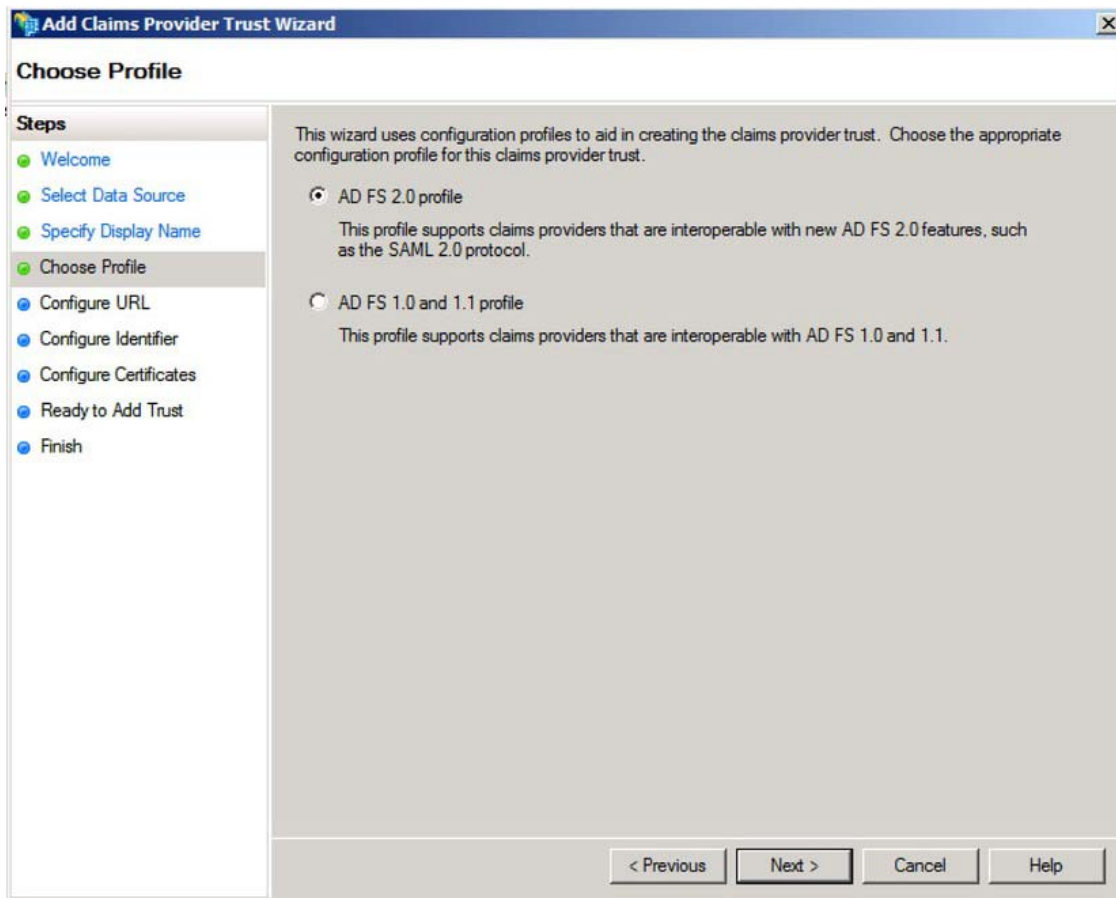 Add Claims Provider Trust Wizard
Choose Profile
Steps
Welcome
Select Data Source
Specify Display Name
Choose Profile
Configure URL
Configure Identifier
Configure Certificates
Ready to Add Trust
Finish
This wizard uses configuration profiles to aid in creating the claims provider trust. Choose the appropriate
configuration profile for this claims provider trust.
AD FS 2.0 profile
This profile supports claims providers that are interoperable with new AD FS 2.0 features, such
as the SAML 2.0 protocol.
AD FS 1.0 and 1.1 profile
This profile supports claims providers that are interoperable with AD FS 1.0 and 1.1.
< Previous
Next >
Cancel
Help